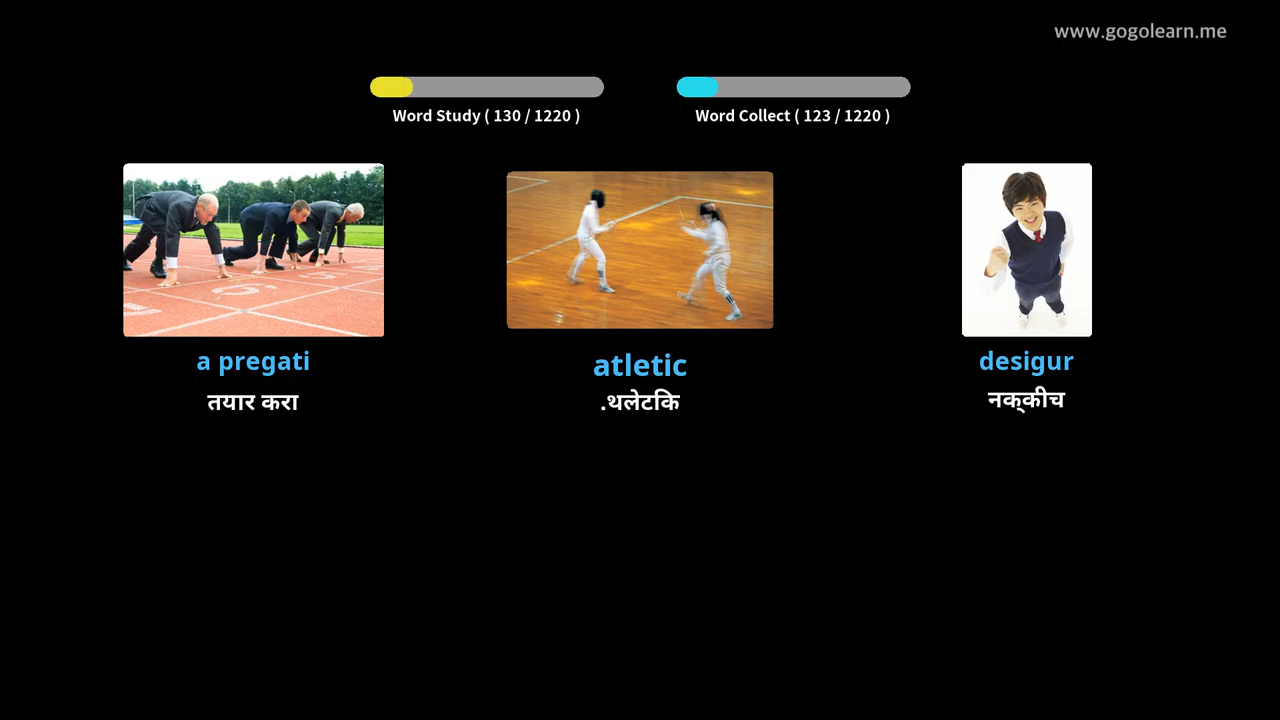 www.gogolearn.me
Word Study ( 130 / 1220 )
Word Collect ( 123 / 1220 )
a pregati
तयार करा
atletic
.थलेटकि
desigur
नक्कीच